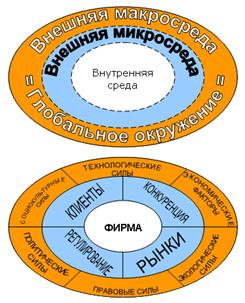 Внешняя макросреда
Внешняя микросреда
Внутренняя
среда
= Глобальное окружение =
ТЕХНОЛОГИЧЕСКИЕ
СИЛЫ
СОЦИОКУЛЬТУРНЫЕ
СИЛЫ
ЭКОНОМИЧЕСКИЕ
ФАКТОРЫ
КЛИЕНТЫ
КОНКУРЕНЦИЯ
ФИРМА
РЕГУЛИРОВАНИЕ
РЫНКИ
ПОЛИТИЧЕСКИЕ
СИЛЫ
ЭКОЛОГИЧЕСКИЕ
СИЛЫ
ПРАВОВЫЕ СИЛЫ